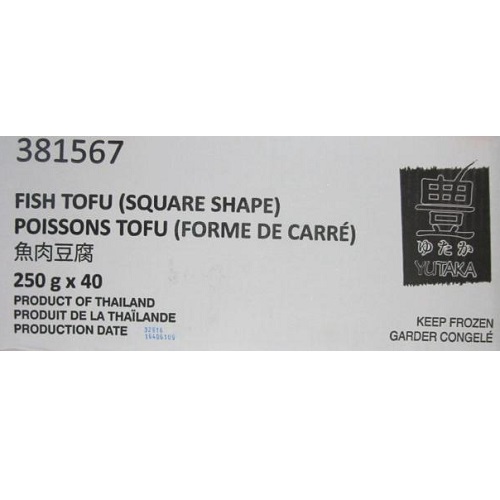 381567
FISH TOFU (SQUARE SHAPE)
POISSONS TOFU (FORME DE CARRÉ)
魚肉豆腐
250 g x 40
PRODUCT OF THAILAND
PRODUIT DE LA THAÏLANDE
PRODUCTION DATE
豊
ゆたか
YUTAKA
KEEP FROZEN
GARDER CONGELÉ